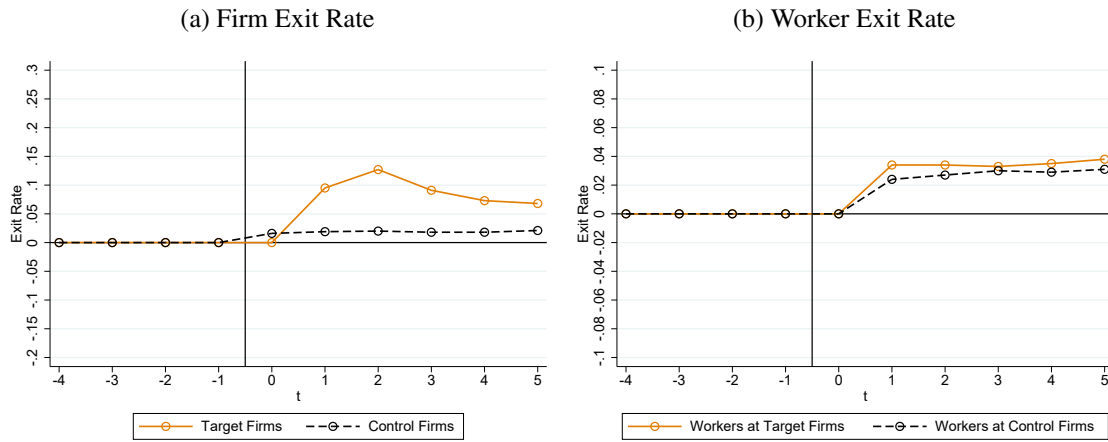 (a) Firm Exit Rate
Exit Rate
.3
.25
.2
.15
.1
.05
0
-.05
-.1
-.15
-.2
-4 -3 -2 -1 0 1 2 3 4 5
t
Target Firms Control Firms
(b) Worker Exit Rate
Exit Rate
.1
.08
.06
.04
.02
0
-.02
-.04
-.06
-.08
-.1
-4 -3 -2 -1 0 1 2 3 4 5
t
Workers at Target Firms Workers at Control Firms